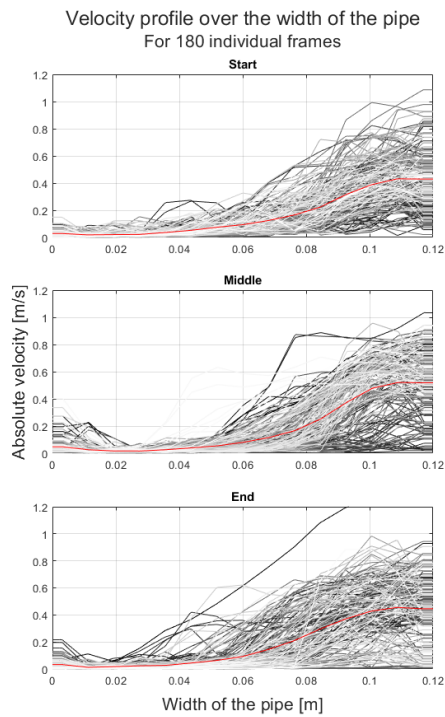 Velocity profile over the width of the pipe
For 180 individual frames
Start
1.2
1
0.8
0.6
0.4
0.2
0
0 0.02 0.04 0.06 0.08 0.1 0.12
Middle
1.2
1
0.8
0.6
0.4
0.2
0
0 0.02 0.04 0.06 0.08 0.1 0.12
Absolute velocity [m/s]
End
1.2
1
0.8
0.6
0.4
0.2
0
0 0.02 0.04 0.06 0.08 0.1 0.12
Width of the pipe [m]